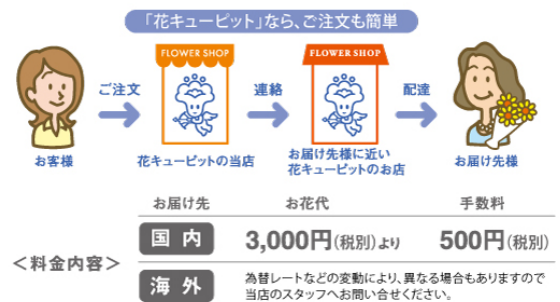 「花キューピット」なら、ご注文も簡単
FLOWER SHOP
FLOWER SHOP
ご注文
連絡
配達
お客様
花キューピットの当店
お届け先様に近い
花キューピットのお店
お届け先様
お届け先 お花代 手数料
＜料金内容＞
国内 3,000円(税別)より 500円(税別)
海外 為替レートなどの変動により、異なる場合もありますので
当店のスタッフへお問い合せください。